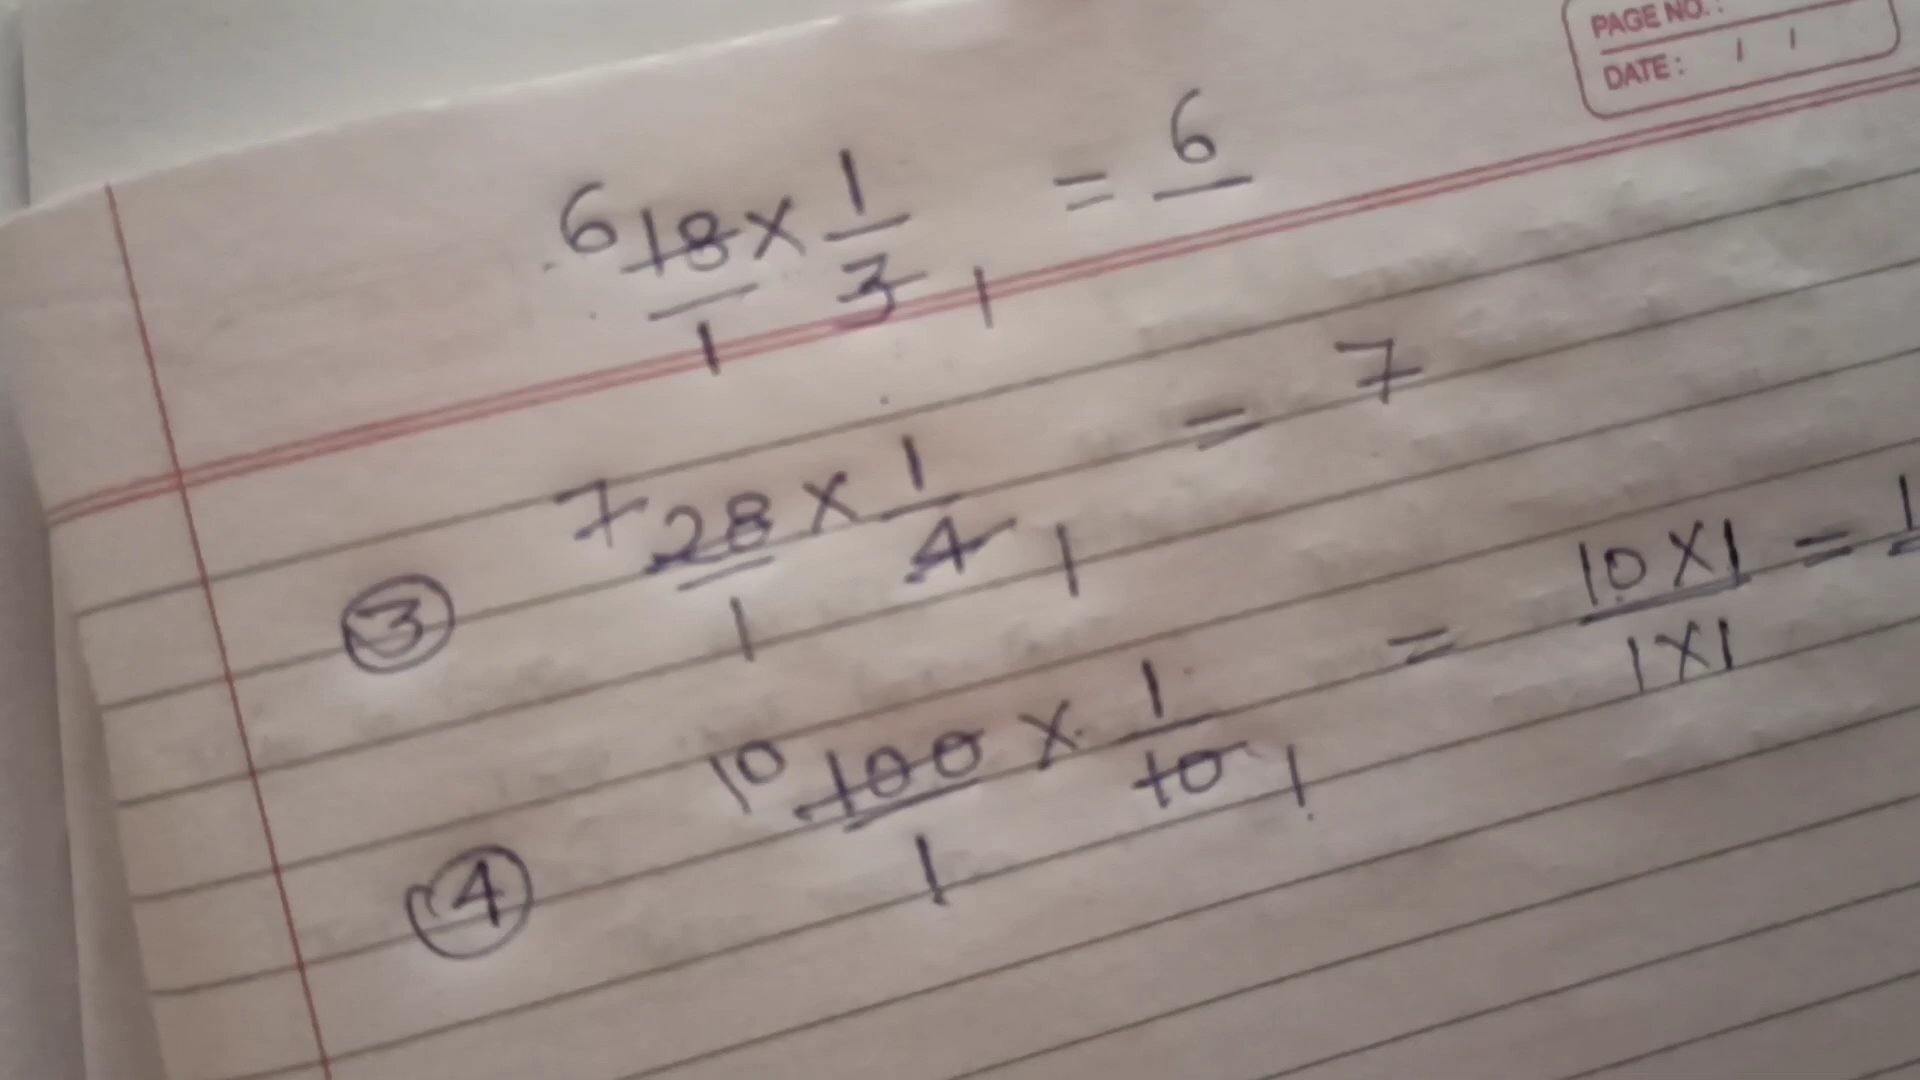 PAGE NO.:
DATE: / /
6 18/1 × 1/3 1 = 6
③ 7 28/1 × 1/4 1 = 7
④ 10 100/1 × 1/10 1 = 10×1/1×1 =